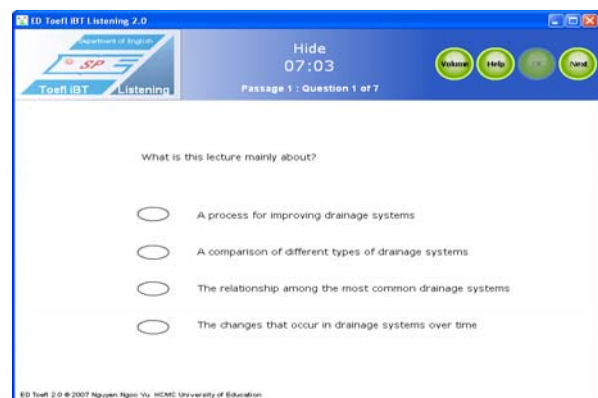 ED Toefl iBT Listening 2.0
Department of English
SP
Toefl iBT Listening
Hide
07:03
Passage 1 : Question 1 of 7
Volume
Help
OK
Next
What is this lecture mainly about?
A process for improving drainage systems
A comparison of different types of drainage systems
The relationship among the most common drainage systems
The changes that occur in drainage systems over time
ED Toefl 2.0 © 2007 Nguyen Ngoc Vu HCMC University of Education